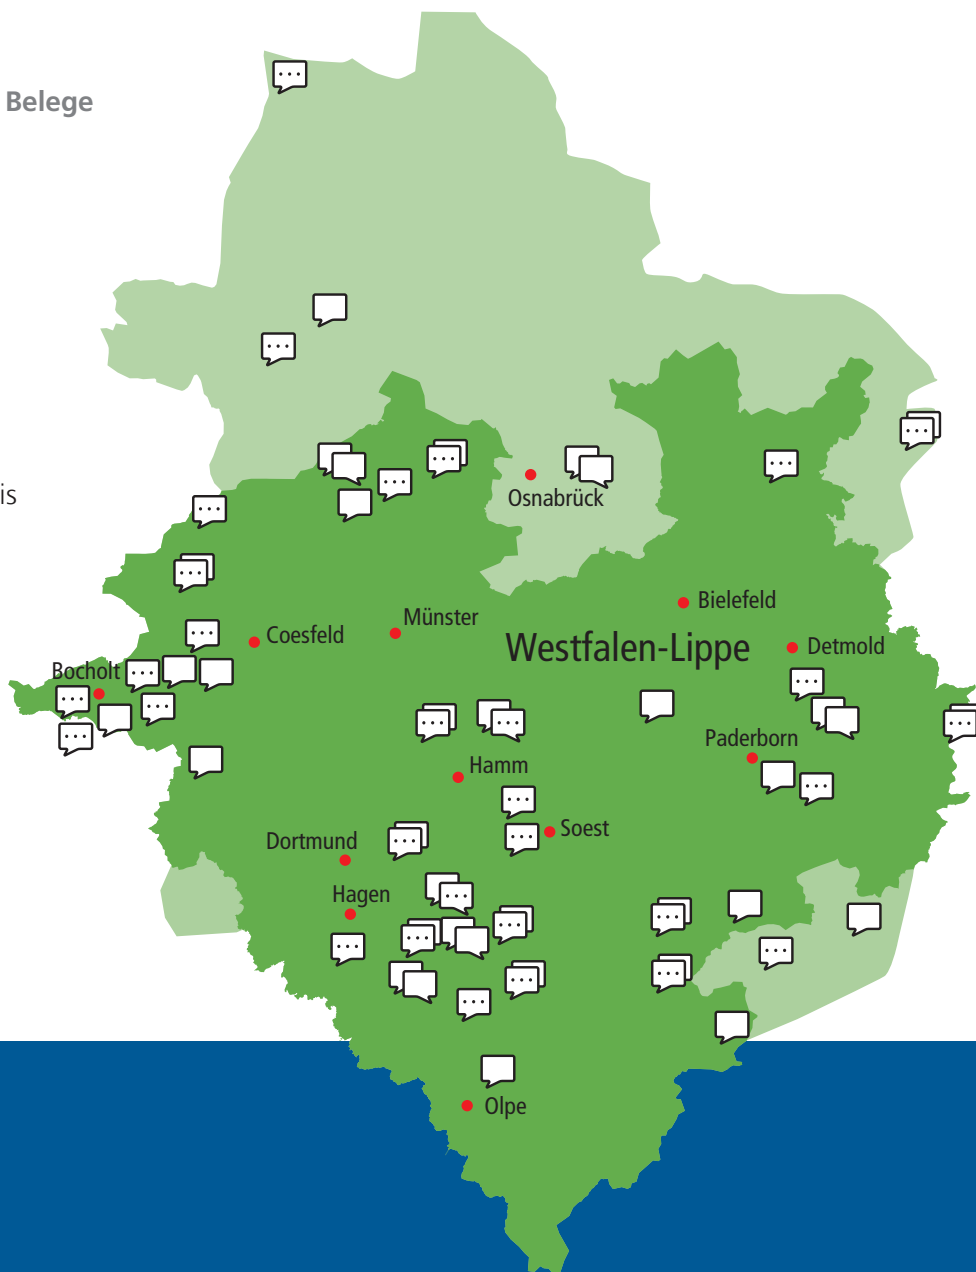 Belege
is
Osnabrück
Bielefeld
Münster
Coesfeld
Westfalen-Lippe
Detmold
Bocholt
Paderborn
Hamm
Soest
Dortmund
Hagen
Olpe